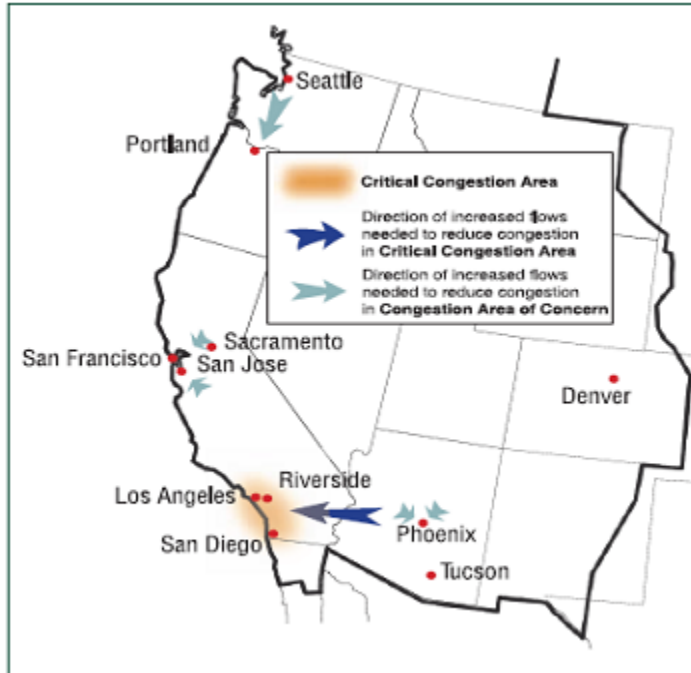 Seattle
Portland
Critical Congestion Area
Direction of increased flows
needed to reduce congestion
in Critical Congestion Area
Direction of increased flows
needed to reduce congestion
in Congestion Area of Concern
Sacramento
San Francisco
San Jose
Denver
Los Angeles
Riverside
San Diego
Phoenix
Tucson